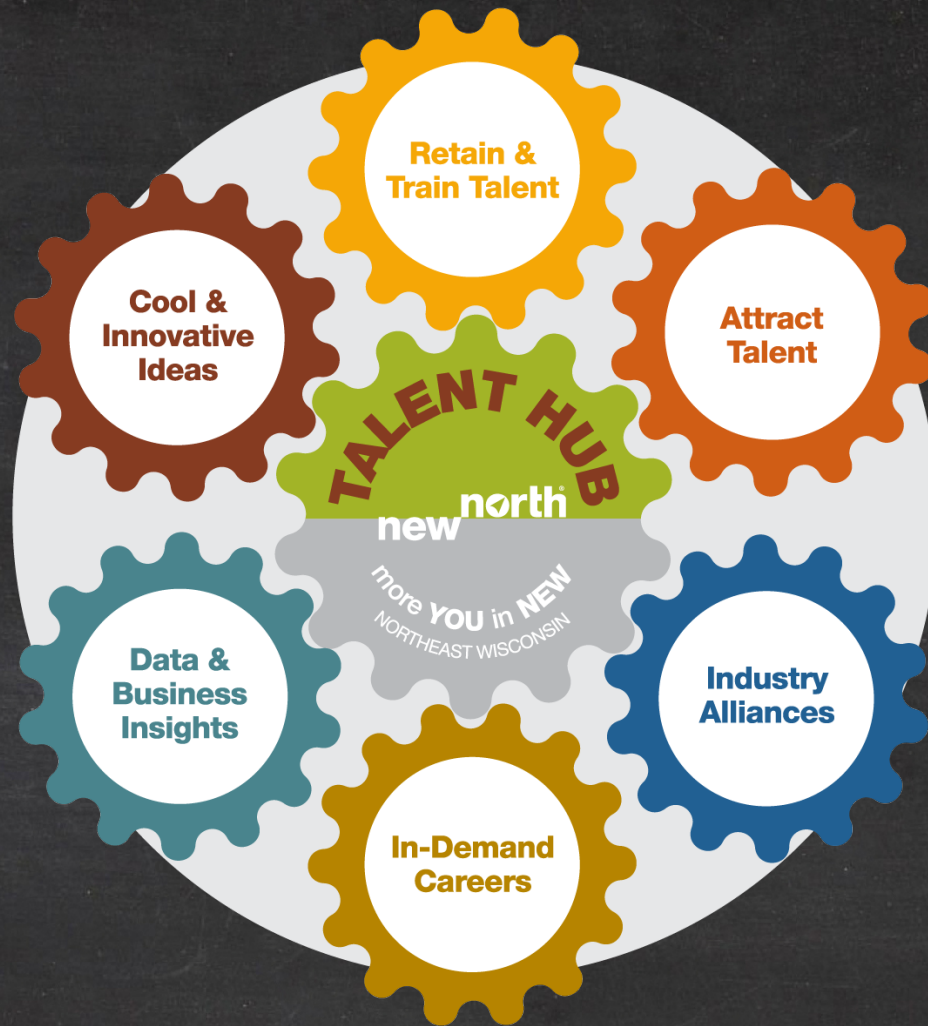 Retain &
Train Talent
Cool &
Innovative
Ideas
Attract
Talent
TALENT HUB
new north®
more YOU in NEW
NORTHEAST WISCONSIN
Data &
Business
Insights
Industry
Alliances
In-Demand
Careers